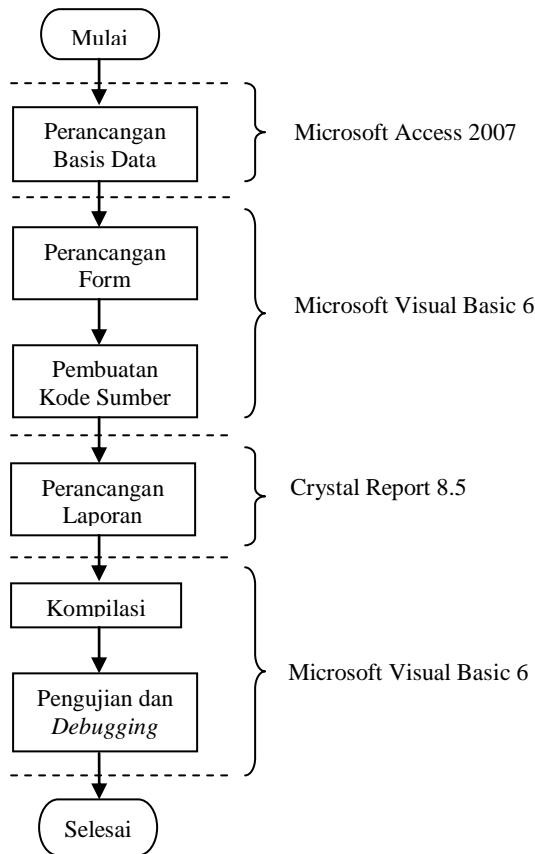 Mulai
Perancangan
Basis Data
Microsoft Access 2007
Perancangan
Form
Microsoft Visual Basic 6
Pembuatan
Kode Sumber
Perancangan
Laporan
Crystal Report 8.5
Kompilasi
Pengujian dan
Debugging
Microsoft Visual Basic 6
Selesai